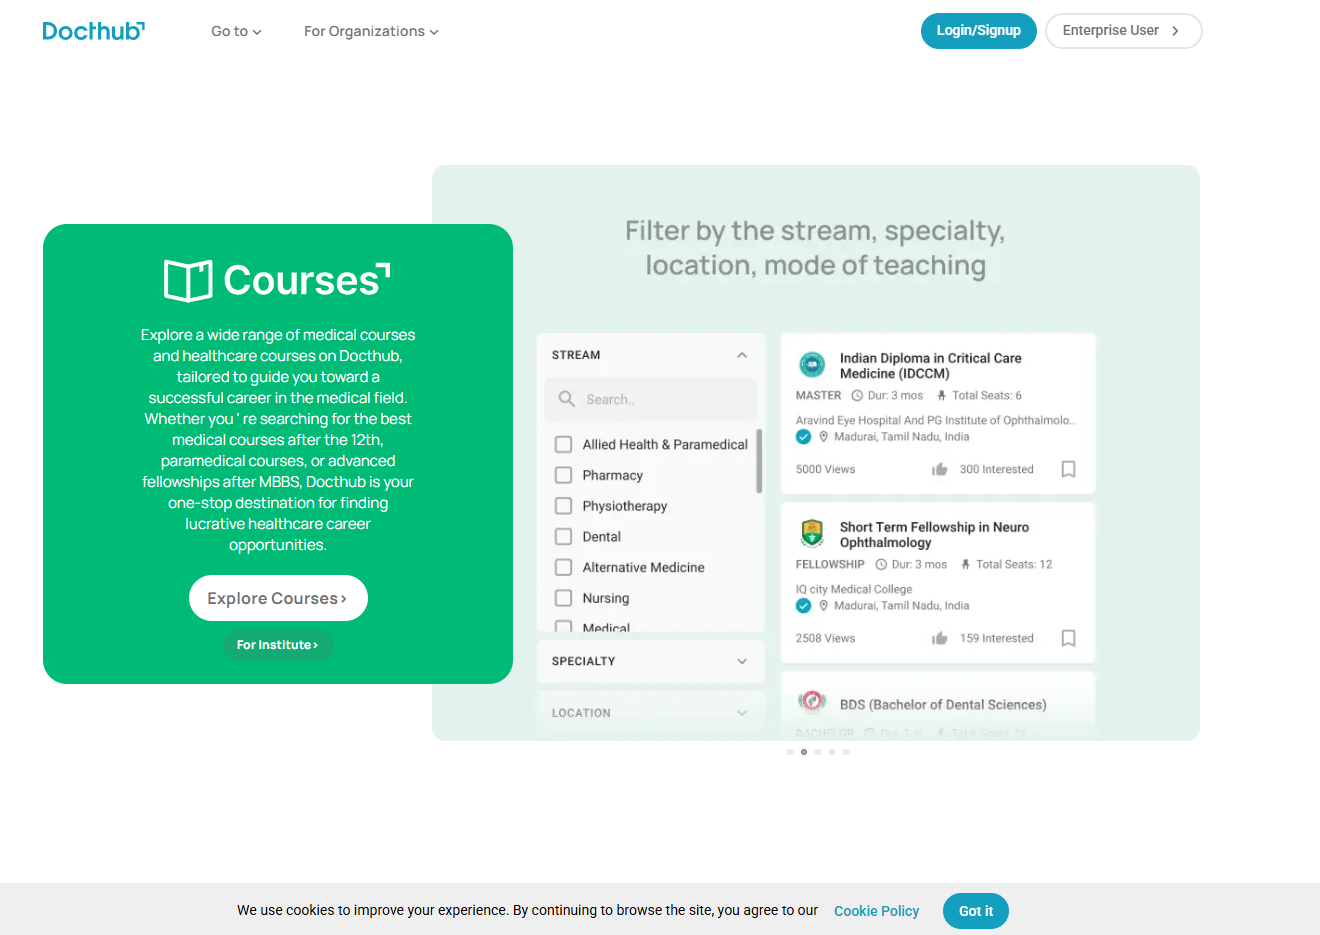 Docthub
Go to
For Organizations
Login/Signup
Enterprise User
Courses
Explore a wide range of medical courses
and healthcare courses on Docthub,
tailored to guide you toward a
successful career in the medical field.
Whether you ' re searching for the best
medical courses after the 12th,
paramedical courses, or advanced
fellowships after MBBS, Docthub is your
one-stop destination for finding
lucrative healthcare career
opportunities.
Explore Courses
For Institute
Filter by the stream, specialty,
location, mode of teaching
STREAM
Search..
Allied Health & Paramedical
Pharmacy
Physiotherapy
Dental
Alternative Medicine
Nursing
Medical
SPECIALTY
LOCATION
Indian Diploma in Critical Care
Medicine (IDCCM)
MASTER Dur: 3 mos Total Seats: 6
Aravind Eye Hospital And PG Institute of Ophthalmolo..
Madurai, Tamil Nadu, India
5000 Views 300 Interested
Short Term Fellowship in Neuro
Ophthalmology
FELLOWSHIP Dur: 3 mos Total Seats: 12
IQ city Medical College
Madurai, Tamil Nadu, India
2508 Views 159 Interested
BDS (Bachelor of Dental Sciences)
BACHELOR Total Seats:
We use cookies to improve your experience. By continuing to browse the site, you agree to our Cookie Policy
Got it